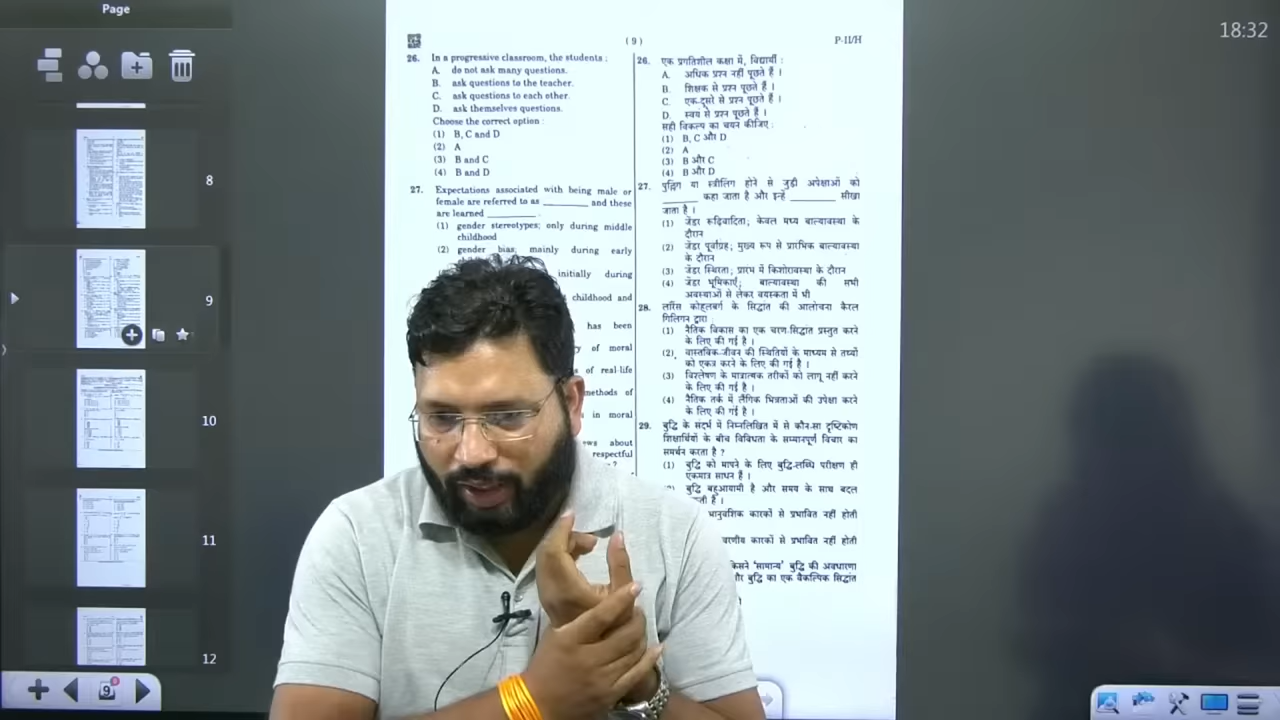 Page
18:32
8
9
10
11
12
9
( 9 )
P-II/H
26. In a progressive classroom, the students :
A. do not ask many questions.
B. ask questions to the teacher.
C. ask questions to each other.
D. ask themselves questions.
Choose the correct option :
(1) B, C and D
(2) A
(3) B and C
(4) B and D
27. Expectations associated with being male or
female are referred to as ________ and these
are learned ________.
(1) gender stereotypes; only during middle
childhood
(2) gender bias; mainly during early
initially during
childhood and
has been
of moral
of real-life
methods of
in moral
about
respectful
?
26. एक प्रगतिशील कक्षा में, विद्यार्थी :
A. अधिक प्रश्न नहीं पूछते हैं ।
B. शिक्षक से प्रश्न पूछते हैं ।
C. एक-दूसरे से प्रश्न पूछते हैं ।
D. स्वयं से प्रश्न पूछते हैं ।
सही विकल्प का चयन कीजिए :
(1) B, C और D
(2) A
(3) B और C
(4) B और D
27. पुल्लिंग या स्त्रीलिंग होने से जुड़ी अपेक्षाओं को
________ कहा जाता है और इन्हें ________ सीखा
जाता है ।
(1) जेंडर रूढ़िवादिता; केवल मध्य बाल्यावस्था के
दौरान
(2) जेंडर पूर्वाग्रह; मुख्य रूप से प्रारंभिक बाल्यावस्था
के दौरान
(3) जेंडर स्थिरता; प्रारंभ में किशोरावस्था के दौरान
(4) जेंडर भूमिकाएँ; बाल्यावस्था की सभी
अवस्थाओं से लेकर वयस्कता में भी
28. लॉरेंस कोहलबर्ग के सिद्धांत की आलोचना कैरल
गिलिगन द्वारा
(1) नैतिक विकास का एक चरण-सिद्धांत प्रस्तुत करने
के लिए की गई है ।
(2) वास्तविक-जीवन की स्थितियों के माध्यम से तथ्यों
को एकत्र करने के लिए की गई है ।
(3) विश्लेषण के मात्रात्मक तरीकों को लागू नहीं करने
के लिए की गई है ।
(4) नैतिक तर्क में लैंगिक भिन्नताओं की उपेक्षा करने
के लिए की गई है ।
29. बुद्धि के संदर्भ में निम्नलिखित में से कौन-सा दृष्टिकोण
शिक्षार्थियों के बीच विविधता के सम्मानपूर्ण विचार का
समर्थन करता है ?
(1) बुद्धि को मापने के लिए बुद्धि-लब्धि परीक्षण ही
एकमात्र साधन हैं ।
बुद्धि बहुआयामी है और समय के साथ बदल
है ।
कारकों से प्रभावित नहीं होती
कारकों से प्रभावित नहीं होती
'सामान्य' बुद्धि की अवधारणा
बुद्धि का एक वैकल्पिक सिद्धांत